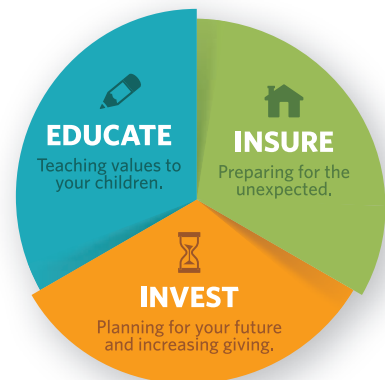 EDUCATE
Teaching values to
your children.
INSURE
Preparing for the
unexpected.
INVEST
Planning for your future
and increasing giving.